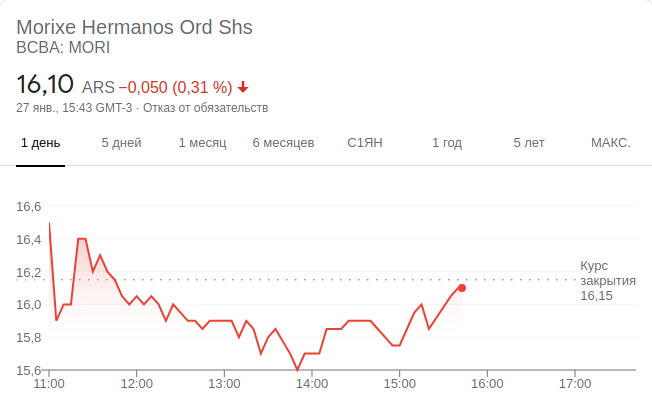 Morixe Hermanos Ord Shs
BCBA: MORI
16,10 ARS −0,050 (0,31 %)
27 янв., 15:43 GMT-3 · Отказ от обязательств
1 день 5 дней 1 месяц 6 месяцев С1ЯН 1 год 5 лет МАКС.
16,6
16,4
16,2
16,0
15,8
15,6
Курс
закрытия
16,15
11:00 12:00 13:00 14:00 15:00 16:00 17:00